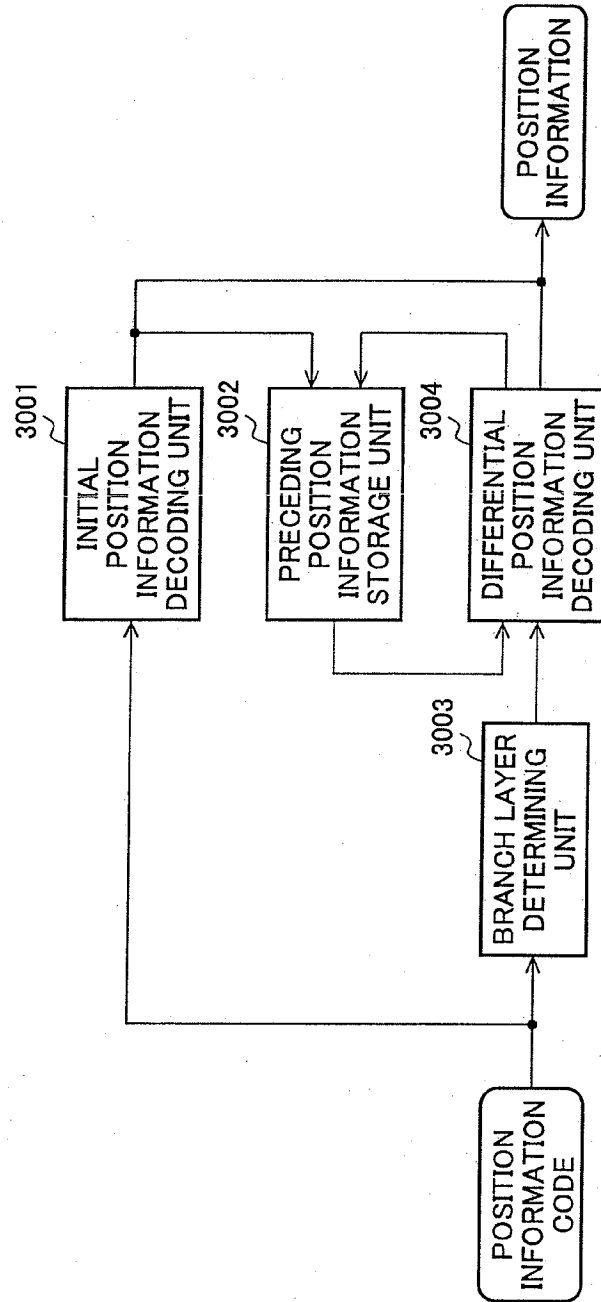 POSITION
INFORMATION
CODE
3001
INITIAL
POSITION
INFORMATION
DECODING UNIT
3002
PRECEDING
POSITION
INFORMATION
STORAGE UNIT
3003
BRANCH LAYER
DETERMINING
UNIT
3004
DIFFERENTIAL
POSITION
INFORMATION
DECODING UNIT
POSITION
INFORMATION